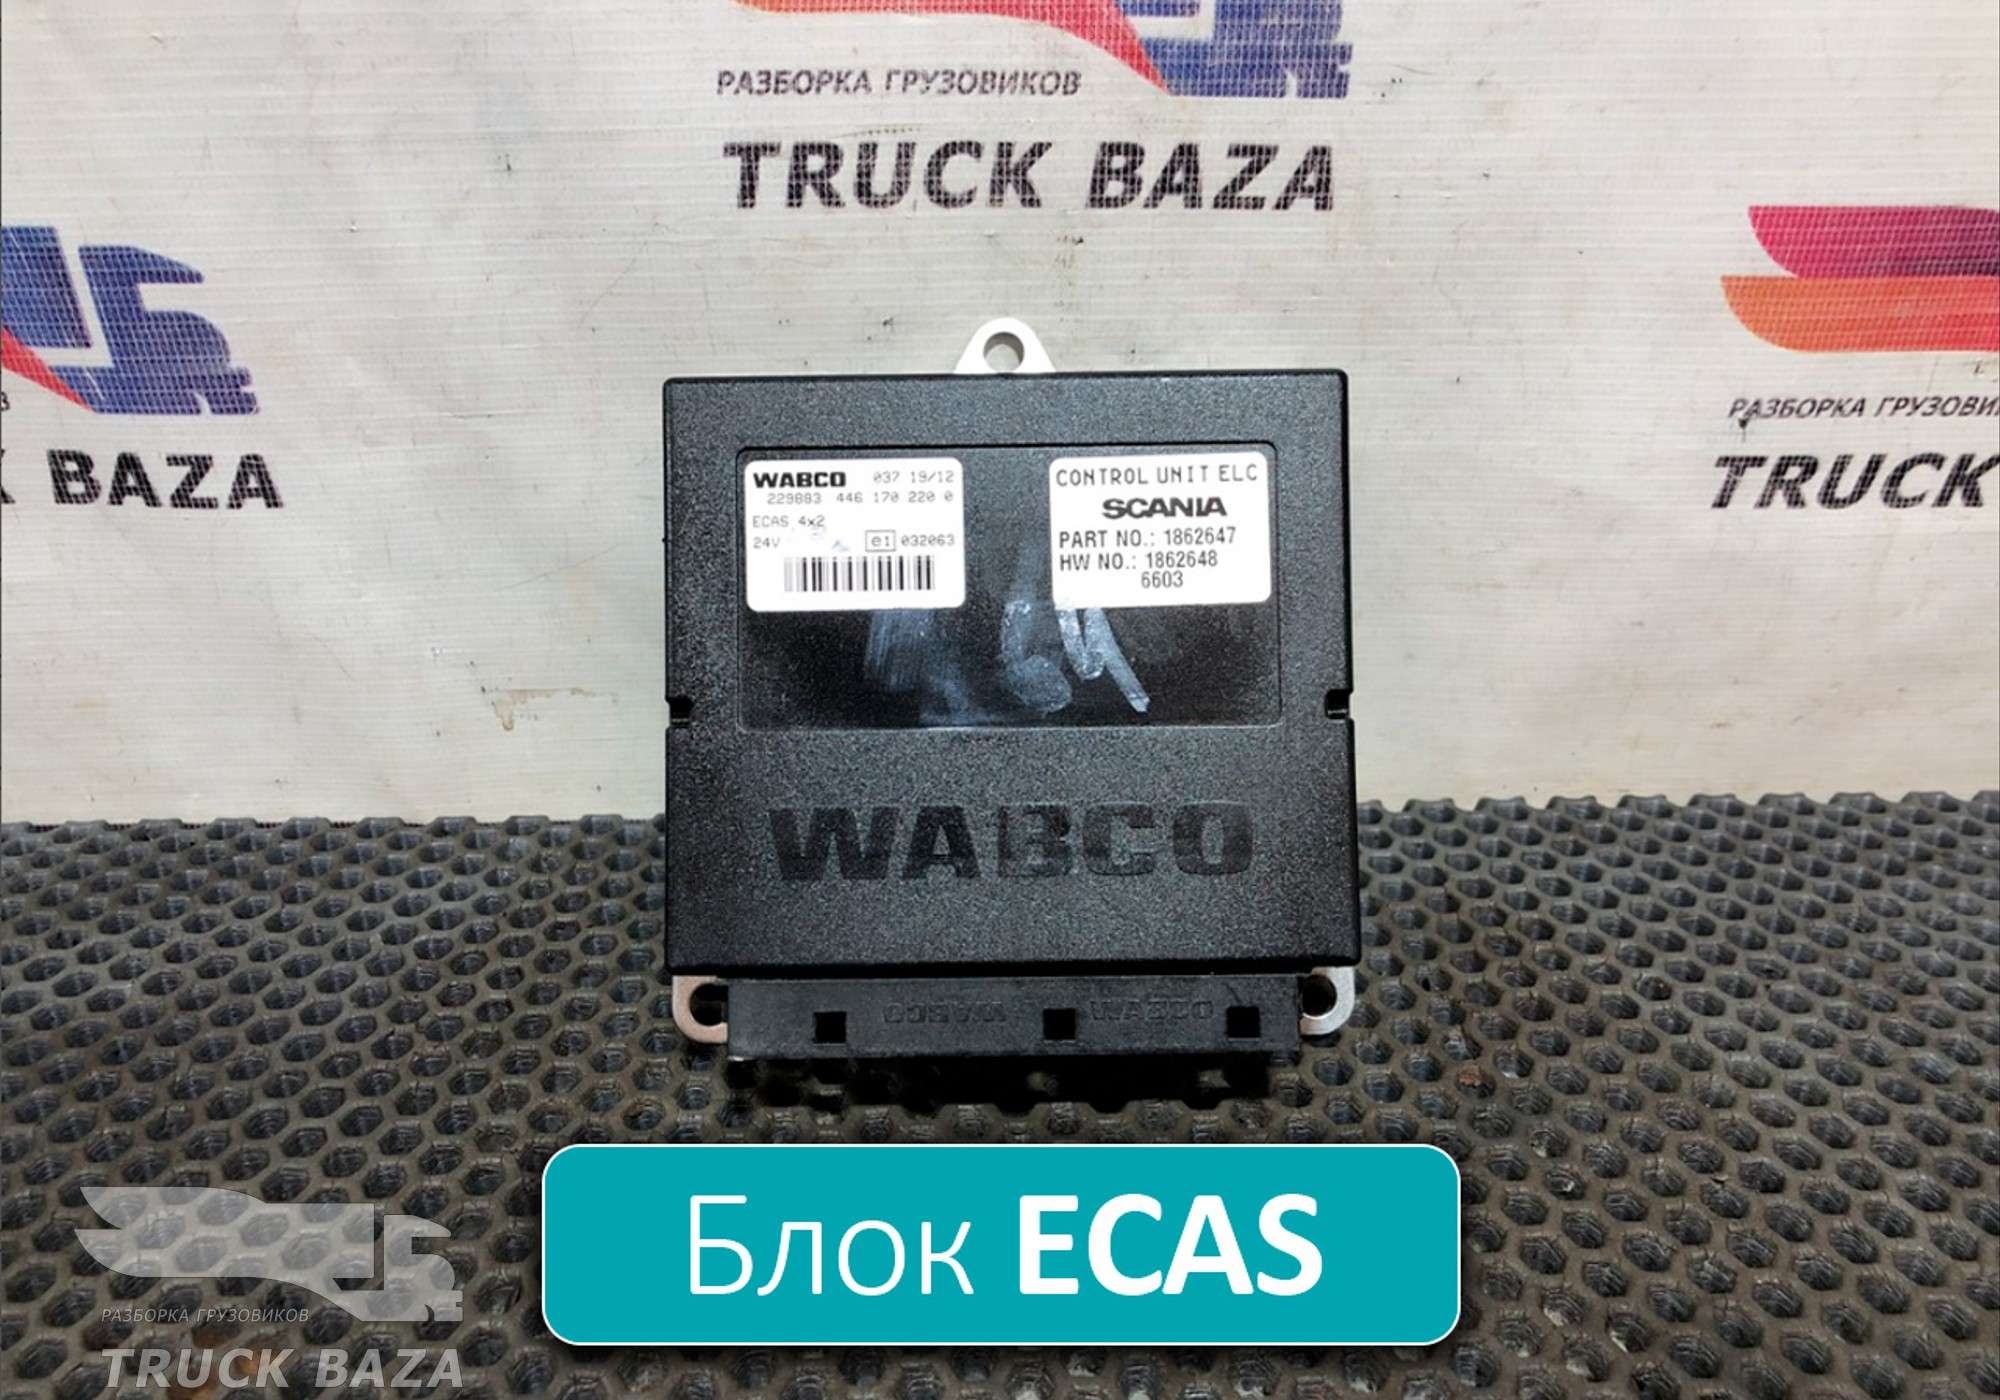 РАЗБОРКА ГРУЗОВИКОВ
TRUCK BAZA
BAZA
РАЗБОРКА ГРУЗОВИ
TRUCK
WABCO 037 19/12
229883 446 170 220 0
ECAS 4x2
24V e1 032063
CONTROL UNIT ELC
SCANIA
PART NO.: 1862647
HW NO.: 1862648
6603
WABCO
WABCO WABCO
Блок ECAS
РАЗБОРКА ГРУЗОВИКОВ
TRUCK BAZA